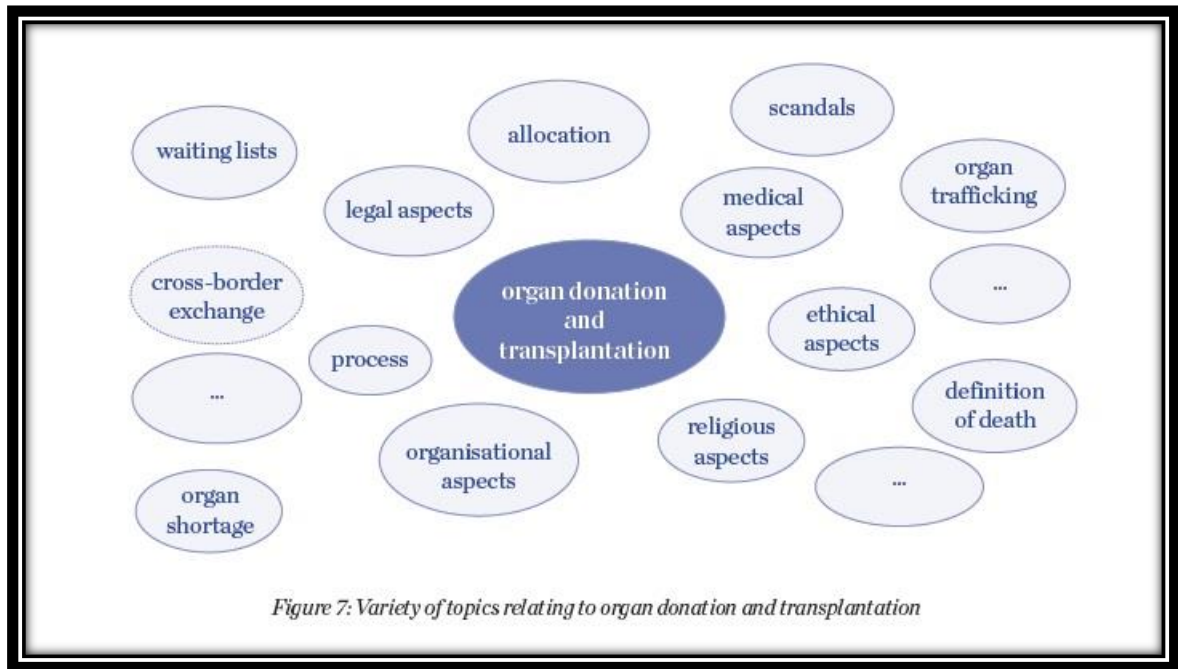 scandals
allocation
waiting lists
organ
trafficking
legal aspects
medical
aspects
cross-border
exchange
...
organ donation
and
transplantation
ethical
aspects
process
...
definition
of death
religious
aspects
organisational
aspects
...
organ
shortage
Figure 7: Variety of topics relating to organ donation and transplantation